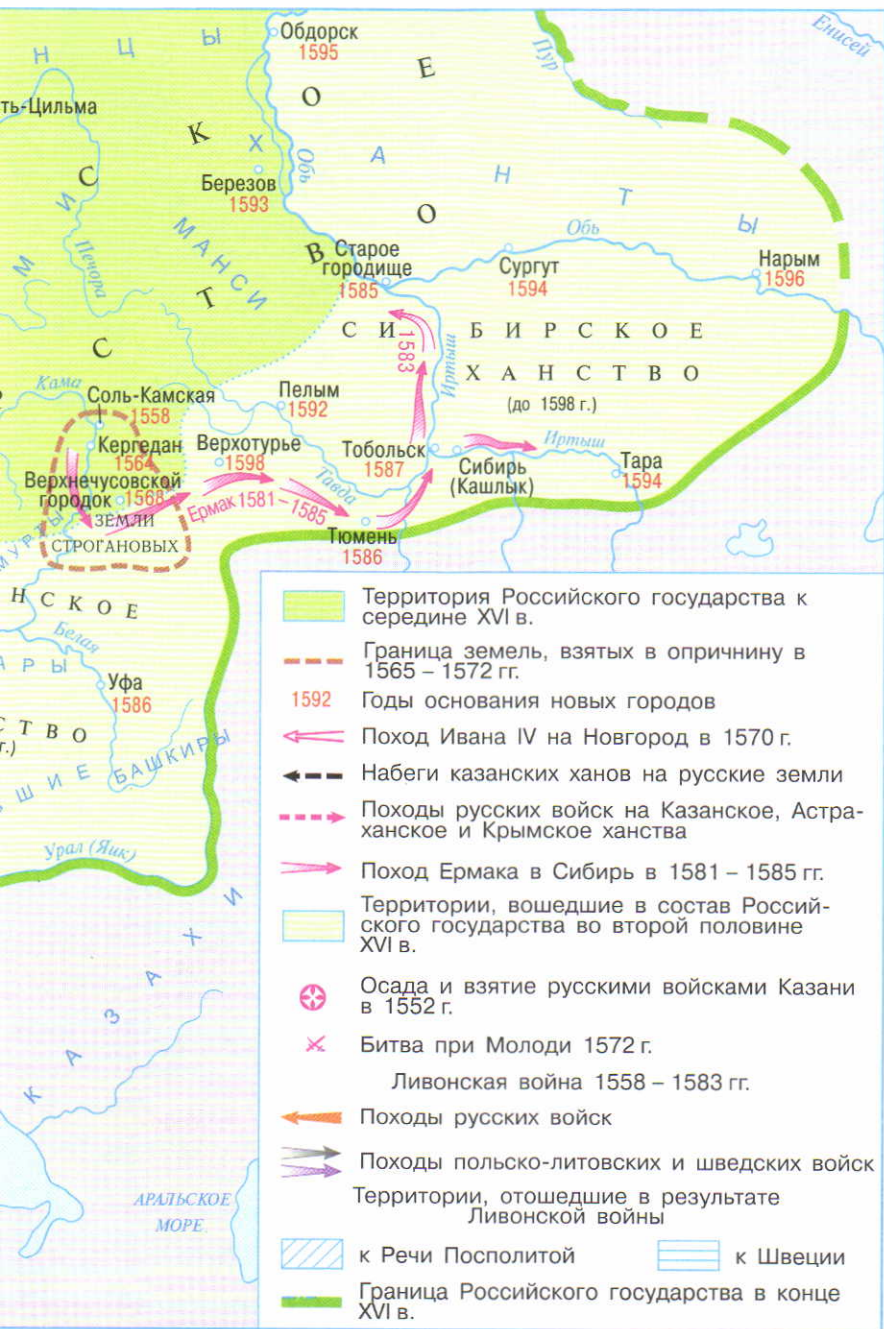 Обдорск
1595
Енисей
Н Ц Ы
Пур
ть-Цильма
С К О Е
Х А Н Т Ы
Обь
Березов
1593
М И
Печора
МАНСИ
С Т В О
Старое
городище
1585
Обь
Сургут
1594
Нарым
1596
СИБИРСКОЕ
ХАНСТВО
(до 1598 г.)
1583
Иртыш
Кама
Соль-Камская
1558
Пелым
1592
Кергедан
1564
Верхотурье
1598
Верхнечусовской
городок
1568
Тобольск
1587
Сибирь
(Кашлык)
Иртыш
Тара
1594
Тавда
Ермак 1581 – 1585
ЗЕМЛИ
СТРОГАНОВЫХ
Тюмень
1586
МУРТЫ
НСКОЕ
Белая
АРЫ
Уфа
1586
СТВО
г.)
ШИЕ БАШКИРЫ
Урал (Яик)
КАЗАХИ
АРАЛЬСКОЕ
МОРЕ
Территория Российского государства к
середине XVI в.
Граница земель, взятых в опричнину в
1565 – 1572 гг.
1592 Годы основания новых городов
Поход Ивана IV на Новгород в 1570 г.
Набеги казанских ханов на русские земли
Походы русских войск на Казанское, Астра-
ханское и Крымское ханства
Поход Ермака в Сибирь в 1581 – 1585 гг.
Территории, вошедшие в состав Россий-
ского государства во второй половине
XVI в.
Осада и взятие русскими войсками Казани
в 1552 г.
Битва при Молоди 1572 г.
Ливонская война 1558 – 1583 гг.
Походы русских войск
Походы польско-литовских и шведских войск
Территории, отошедшие в результате
Ливонской войны
к Речи Посполитой
к Швеции
Граница Российского государства в конце
XVI в.